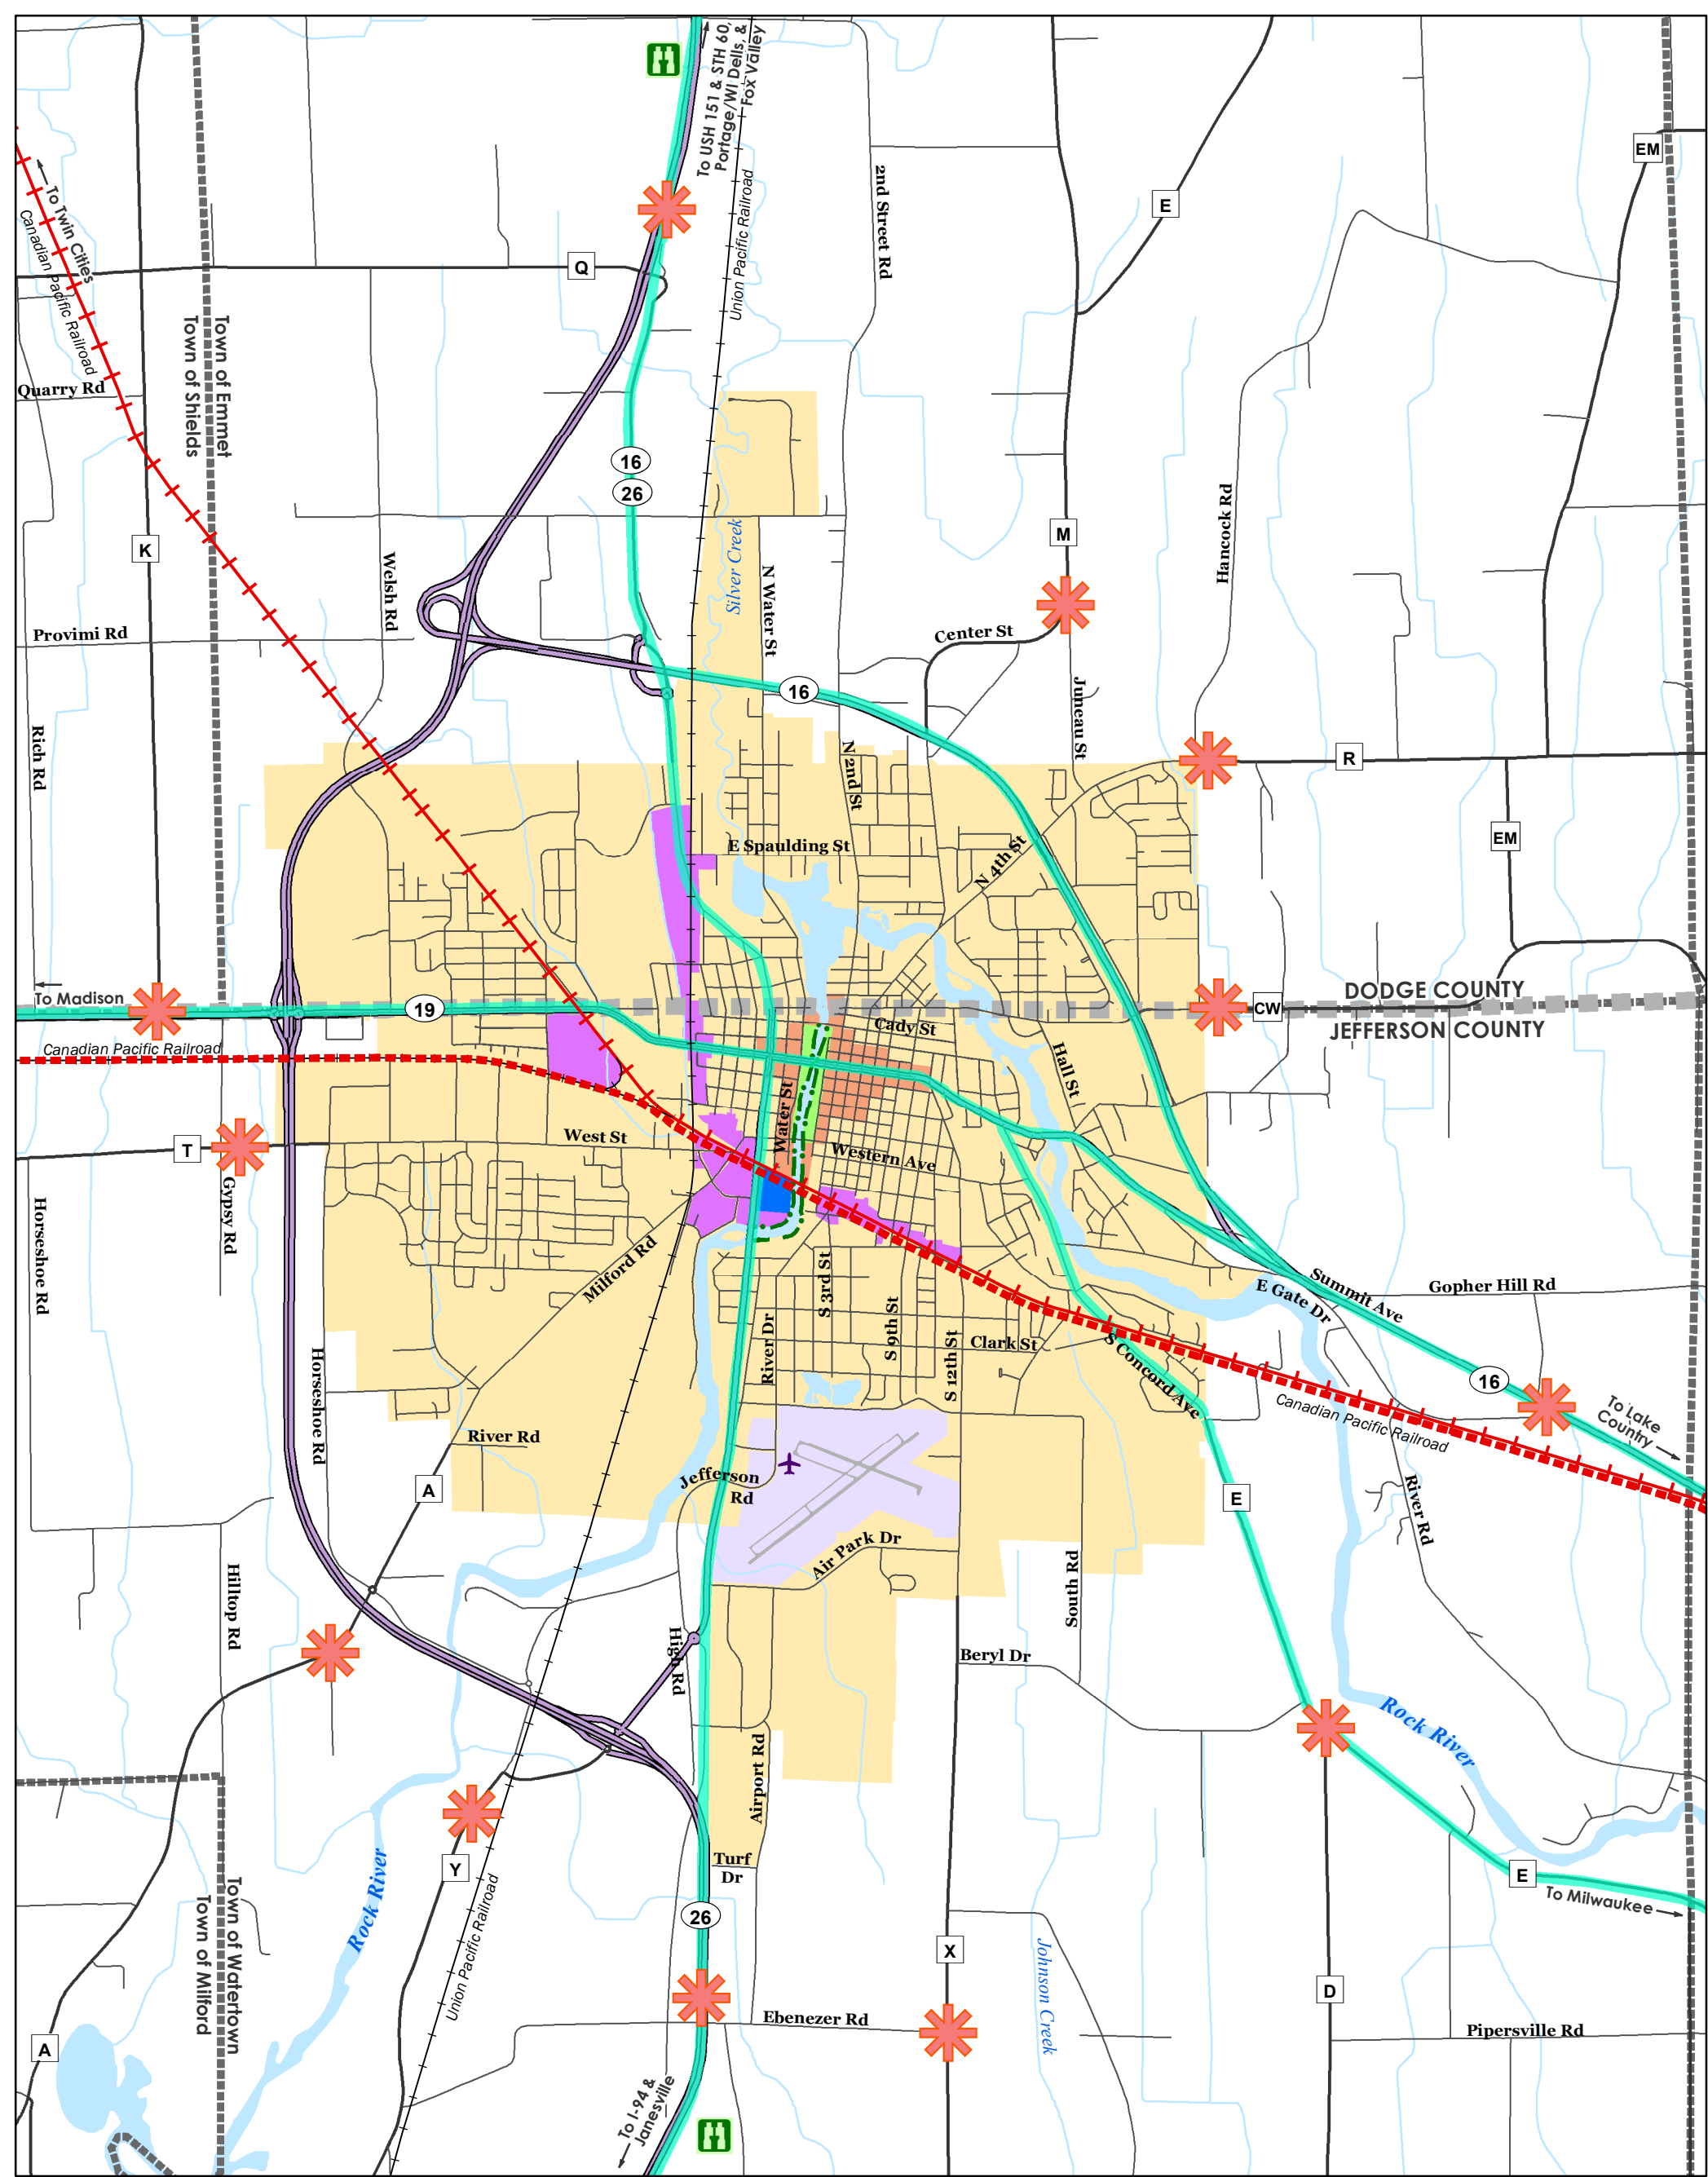 To USH 151 & STH 60,
Portage/WI Dells, &
Fox Valley
EM
E
2nd Street Rd
To Twin Cities
Canadian Pacific Railroad
Union Pacific Railroad
Q
Town of Emmet
Town of Shields
Quarry Rd
16
26
K
Welsh Rd
Silver Creek
N Water St
M
Hancock Rd
Provimi Rd
Center St
16
Juneau St
Rich Rd
N 2nd St
R
E Spaulding St
N 4th St
EM
To Madison
19
CW
DODGE COUNTY
JEFFERSON COUNTY
Cady St
Canadian Pacific Railroad
Hall St
Water St
T
West St
Western Ave
Gypsy Rd
Horseshoe Rd
Milford Rd
S 3rd St
E Gate Dr
Summit Ave
Gopher Hill Rd
River Dr
S 9th St
S 12th St
Clark St
S Concord Ave
Horseshoe Rd
16
Canadian Pacific Railroad
To Lake
Country
River Rd
A
Jefferson
Rd
E
River Rd
Air Park Dr
Hilltop Rd
South Rd
High Rd
Beryl Dr
Rock River
Airport Rd
Turf
Dr
Y
E
To Milwaukee
Rock River
Town of Watertown
Town of Milford
Union Pacific Railroad
26
X
Johnson Creek
D
A
Ebenezer Rd
Pipersville Rd
To I-94 &
Janesville